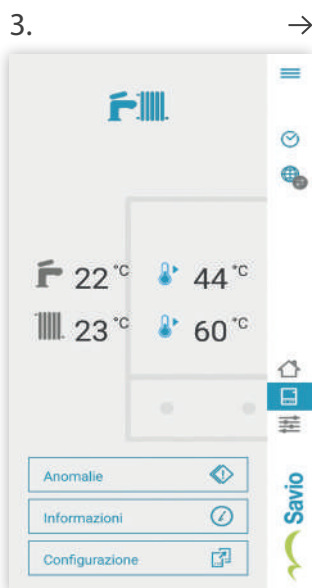 3.
22 °C 44 °C
23 °C 60 °C
Anomalie
Informazioni
Configurazione
Savio